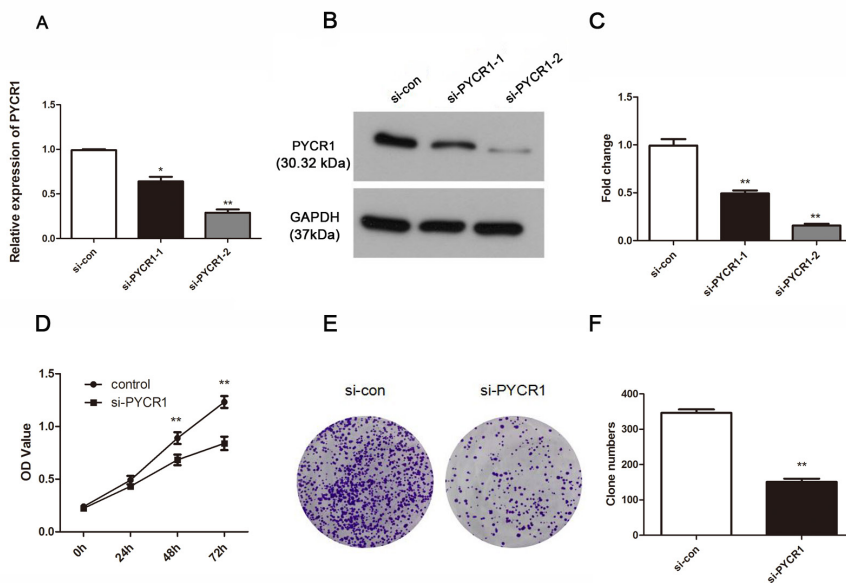 A
Relative expression of PYCR1
1.5
1.0
0.5
0.0
*
**
si-con
si-PYCR1-1
si-PYCR1-2
B
si-con
si-PYCR1-1
si-PYCR1-2
PYCR1
(30.32 kDa)
GAPDH
(37kDa)
C
Fold change
1.5
1.0
0.5
0.0
**
**
si-con
si-PYCR1-1
si-PYCR1-2
D
OD Value
1.5
1.0
0.5
0.0
control
si-PYCR1
**
**
0h
24h
48h
72h
E
si-con
si-PYCR1
F
Clone numbers
400
300
200
100
0
**
si-con
si-PYCR1